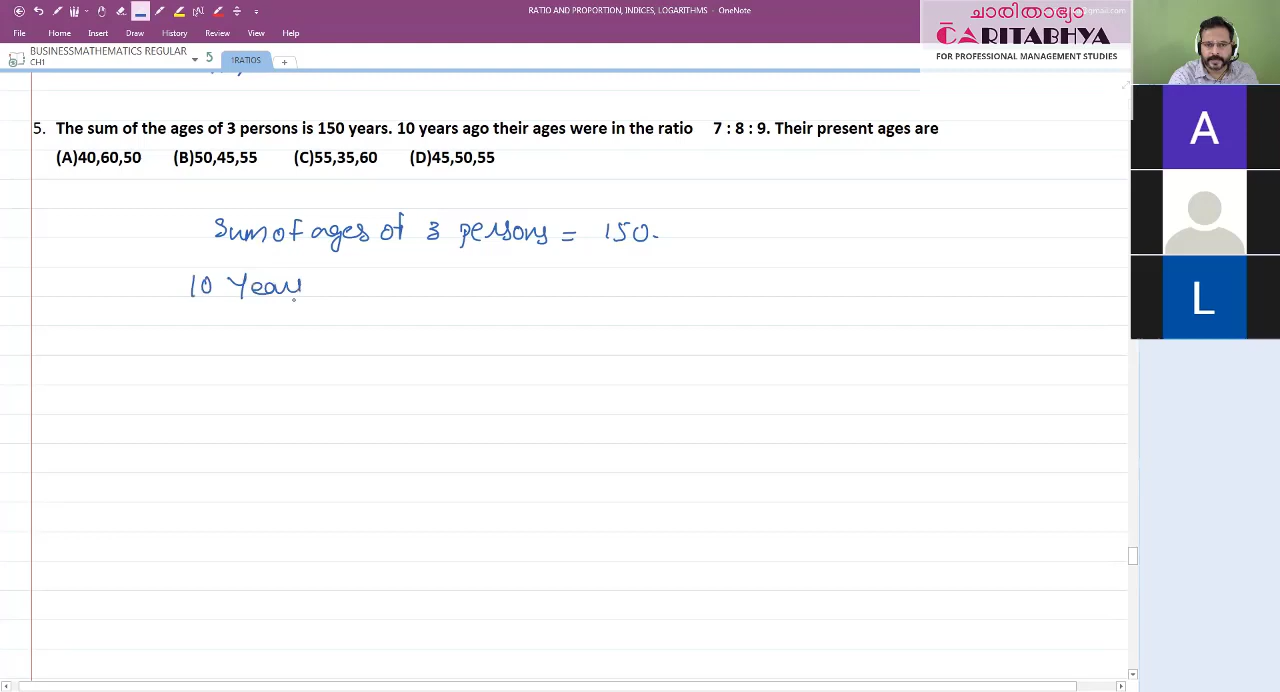 RATIO AND PROPORTION, INDICES, LOGARITHMS - OneNote
File Home Insert Draw History Review View Help
BUSINESSMATHEMATICS REGULAR
CH1
1RATIOS
ചാരിതാഭ്യാ
CARITABHYA
FOR PROFESSIONAL MANAGEMENT STUDIES
5. The sum of the ages of 3 persons is 150 years. 10 years ago their ages were in the ratio 7 : 8 : 9. Their present ages are
(A)40,60,50 (B)50,45,55 (C)55,35,60 (D)45,50,55
Sum of ages of 3 persons = 150.
10 Years
A
L